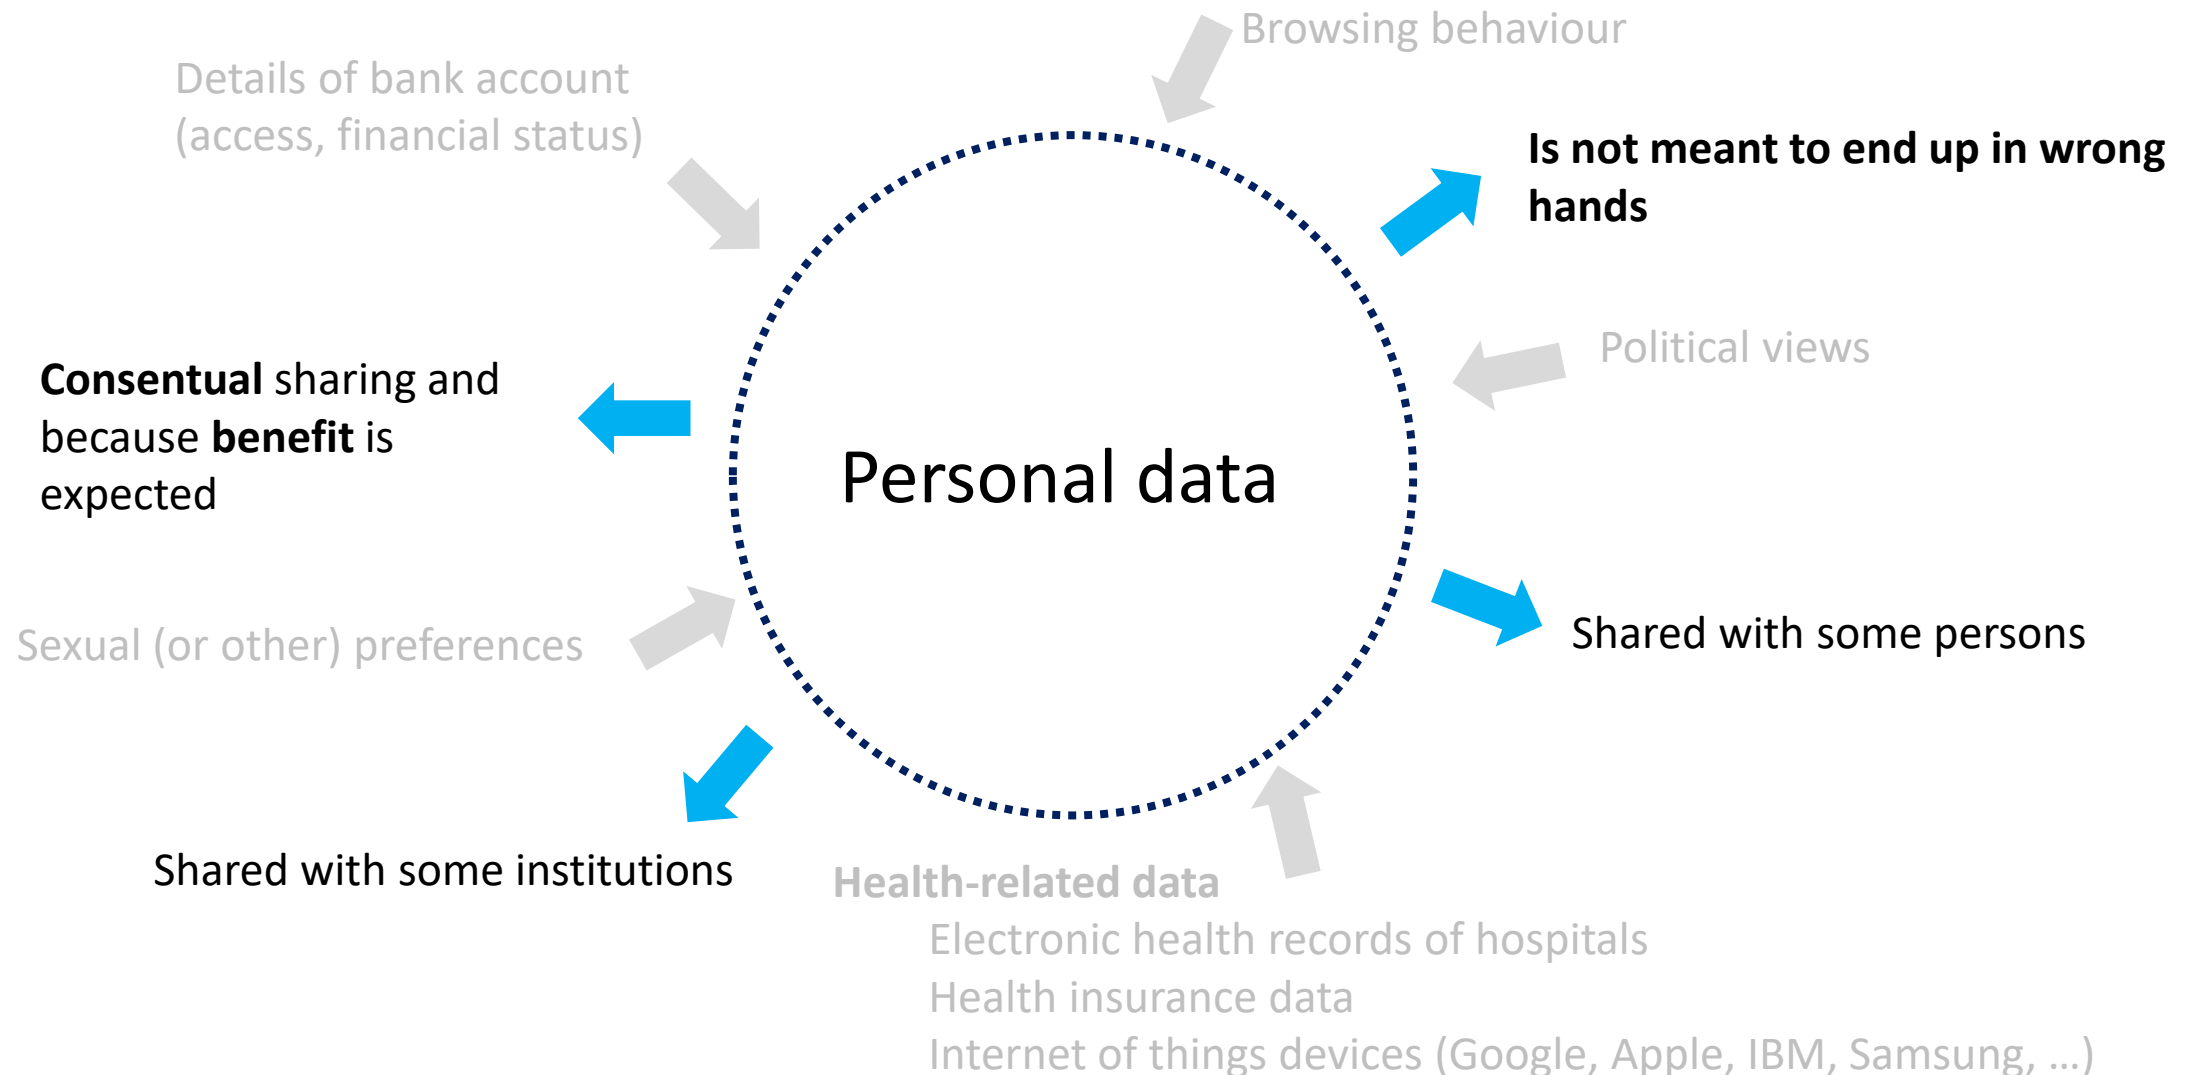 Browsing behaviour
Details of bank account
(access, financial status)
Is not meant to end up in wrong
hands
Political views
Consentual sharing and
because benefit is
expected
Personal data
Sexual (or other) preferences
Shared with some persons
Shared with some institutions
Health-related data
Electronic health records of hospitals
Health insurance data
Internet of things devices (Google, Apple, IBM, Samsung, …)